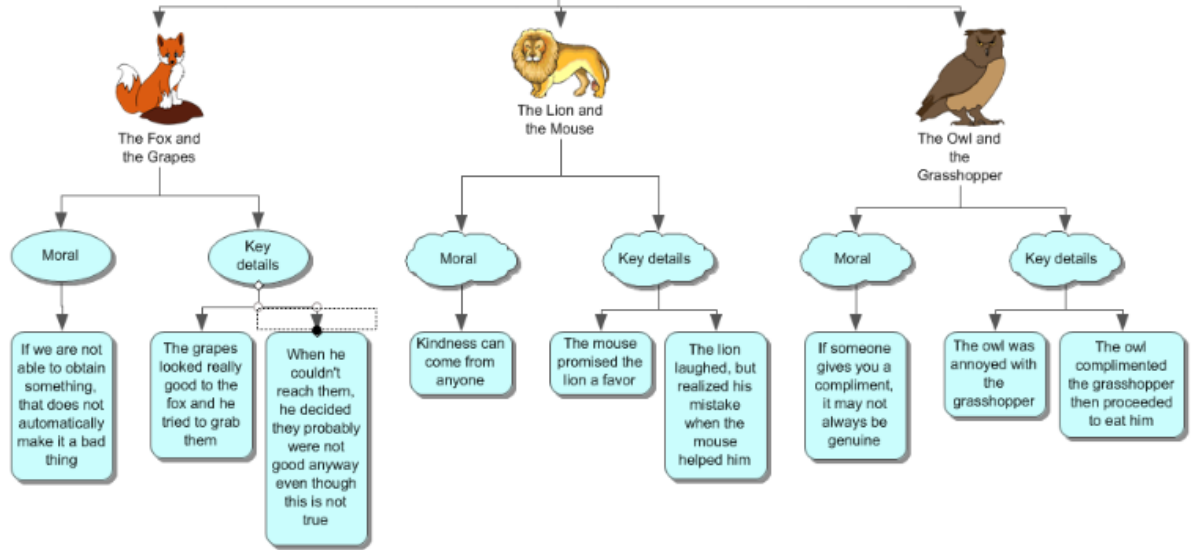 The Fox and
the Grapes
The Lion and
the Mouse
The Owl and
the
Grasshopper
Moral
Key
details
Moral
Key details
Moral
Key details
If we are not
able to obtain
something,
that does not
automatically
make it a bad
thing
The grapes
looked really
good to the
fox and he
tried to grab
them
When he
couldn't
reach them,
he decided
they probably
were not
good anyway
even though
this is not
true
Kindness can
come from
anyone
The mouse
promised the
lion a favor
The lion
laughed, but
realized his
mistake
when the
mouse
helped him
If someone
gives you a
compliment,
it may not
always be
genuine
The owl was
annoyed with
the
grasshopper
The owl
complimented
the grasshopper
then proceeded
to eat him